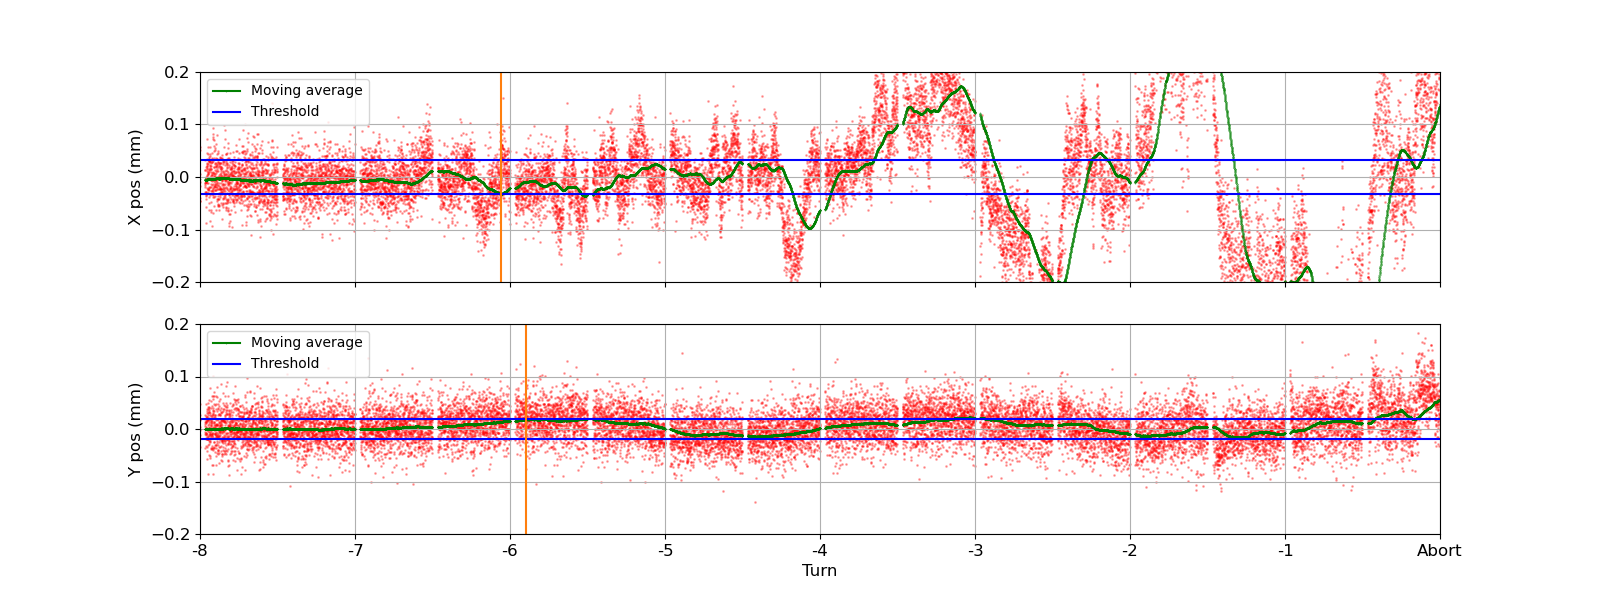 0.2
0.1
0.0
−0.1
−0.2
X pos (mm)
Moving average
Threshold
0.2
0.1
0.0
−0.1
−0.2
Y pos (mm)
Moving average
Threshold
-8 -7 -6 -5 -4 -3 -2 -1 Abort
Turn